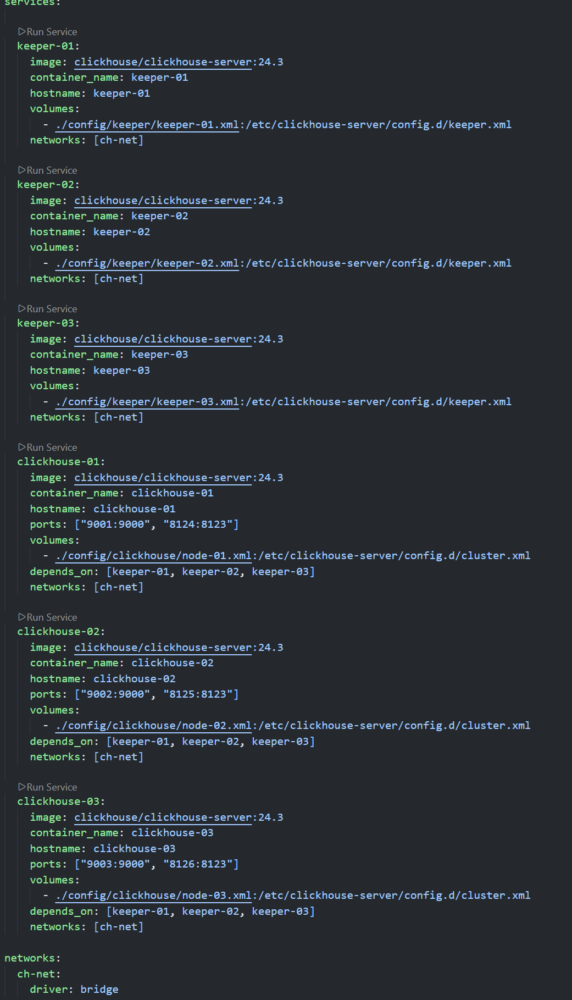 services:
Run Service
keeper-01:
image: clickhouse/clickhouse-server:24.3
container_name: keeper-01
hostname: keeper-01
volumes:
- ./config/keeper/keeper-01.xml:/etc/clickhouse-server/config.d/keeper.xml
networks: [ch-net]
Run Service
keeper-02:
image: clickhouse/clickhouse-server:24.3
container_name: keeper-02
hostname: keeper-02
volumes:
- ./config/keeper/keeper-02.xml:/etc/clickhouse-server/config.d/keeper.xml
networks: [ch-net]
Run Service
keeper-03:
image: clickhouse/clickhouse-server:24.3
container_name: keeper-03
hostname: keeper-03
volumes:
- ./config/keeper/keeper-03.xml:/etc/clickhouse-server/config.d/keeper.xml
networks: [ch-net]
Run Service
clickhouse-01:
image: clickhouse/clickhouse-server:24.3
container_name: clickhouse-01
hostname: clickhouse-01
ports: ["9001:9000", "8124:8123"]
volumes:
- ./config/clickhouse/node-01.xml:/etc/clickhouse-server/config.d/cluster.xml
depends_on: [keeper-01, keeper-02, keeper-03]
networks: [ch-net]
Run Service
clickhouse-02:
image: clickhouse/clickhouse-server:24.3
container_name: clickhouse-02
hostname: clickhouse-02
ports: ["9002:9000", "8125:8123"]
volumes:
- ./config/clickhouse/node-02.xml:/etc/clickhouse-server/config.d/cluster.xml
depends_on: [keeper-01, keeper-02, keeper-03]
networks: [ch-net]
Run Service
clickhouse-03:
image: clickhouse/clickhouse-server:24.3
container_name: clickhouse-03
hostname: clickhouse-03
ports: ["9003:9000", "8126:8123"]
volumes:
- ./config/clickhouse/node-03.xml:/etc/clickhouse-server/config.d/cluster.xml
depends_on: [keeper-01, keeper-02, keeper-03]
networks: [ch-net]
networks:
ch-net:
driver: bridge